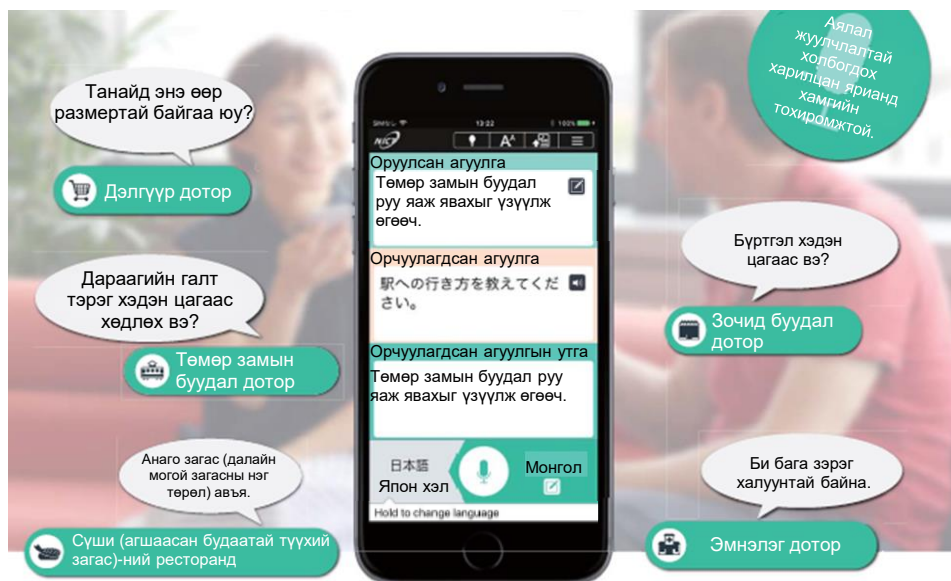 Аялал
жуулчлалтай
холбогдох
харилцан ярианд
хамгийн
тохиромжтой.
Танайд энэ өөр
размертай байгаа юу?
Дэлгүүр дотор
Дараагийн галт
тэрэг хэдэн цагаас
хөдлөх вэ?
Төмөр замын
буудал дотор
Анаго загас (далайн
могой загасны нэг
төрөл) авъя.
Сүши (агшаасан будаатай түүхий
загас)-ний ресторанд
13:22
100%
NICT
Оруулсан агуулга
Төмөр замын буудал
руу яаж явахыг үзүүлж
өгөөч.
Орчуулагдсан агуулга
駅への行き方を教えてくだ
さい。
Орчуулагдсан агуулгын утга
Төмөр замын буудал руу
яаж явахыг үзүүлж өгөөч.
日本語
Япон хэл
Монгол
Hold to change language
Бүртгэл хэдэн
цагаас вэ?
Зочид буудал
дотор
Би бага зэрэг
халуунтай байна.
Эмнэлэг дотор